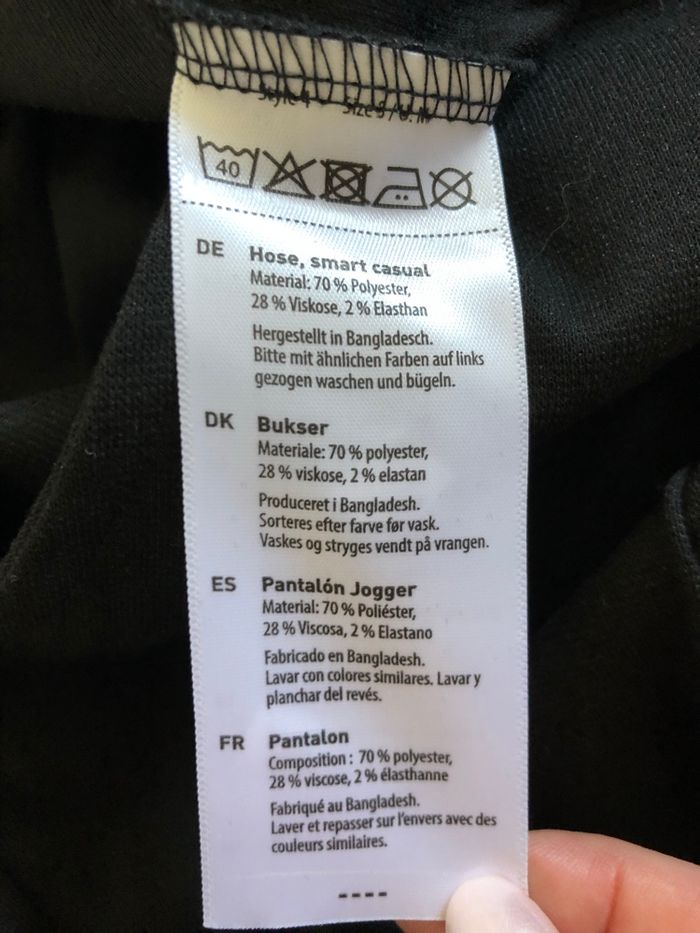 40
DE Hose, smart casual
Material: 70 % Polyester,
28 % Viskose, 2 % Elasthan
Hergestellt in Bangladesch.
Bitte mit ähnlichen Farben auf links
gezogen waschen und bügeln.
DK Bukser
Materiale: 70 % polyester,
28 % viskose, 2 % elastan
Produceret i Bangladesh.
Sorteres efter farve før vask.
Vaskes og stryges vendt på vrangen.
ES Pantalón Jogger
Material: 70 % Poliéster,
28 % Viscosa, 2 % Elastano
Fabricado en Bangladesh.
Lavar con colores similares. Lavar y
planchar del revés.
FR Pantalon
Composition : 70 % polyester,
28 % viscose, 2 % élasthanne
Fabriqué au Bangladesh.
Laver et repasser sur l'envers avec des
couleurs similaires.